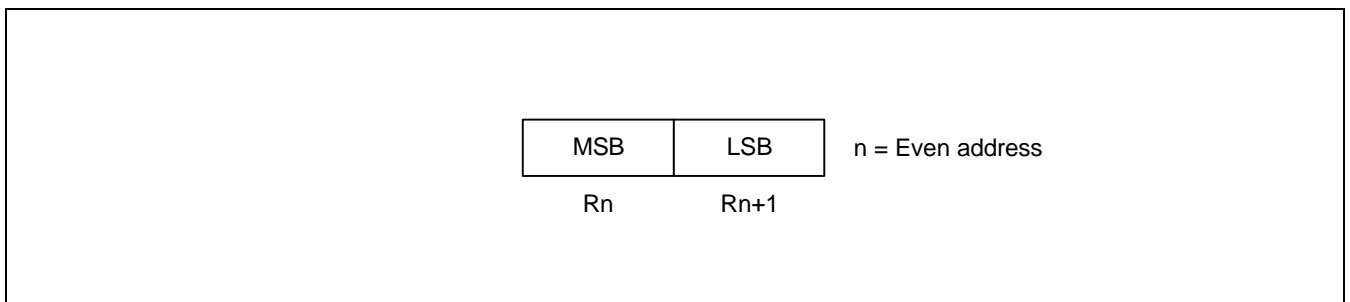 MSB LSB n = Even address
Rn Rn+1